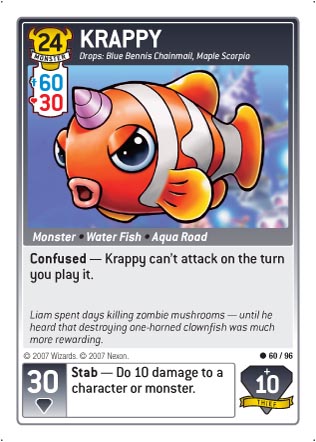 24
MONSTER
KRAPPY
Drops: Blue Bennis Chainmail, Maple Scorpio
60
30
Monster • Water Fish • Aqua Road
Confused — Krappy can't attack on the turn
you play it.
Liam spent days killing zombie mushrooms — until he
heard that destroying one-horned clownfish was much
more rewarding.
© 2007 Wizards. © 2007 Nexon.
● 60 / 96
30
Stab — Do 10 damage to a
character or monster.
+
10
THIEF